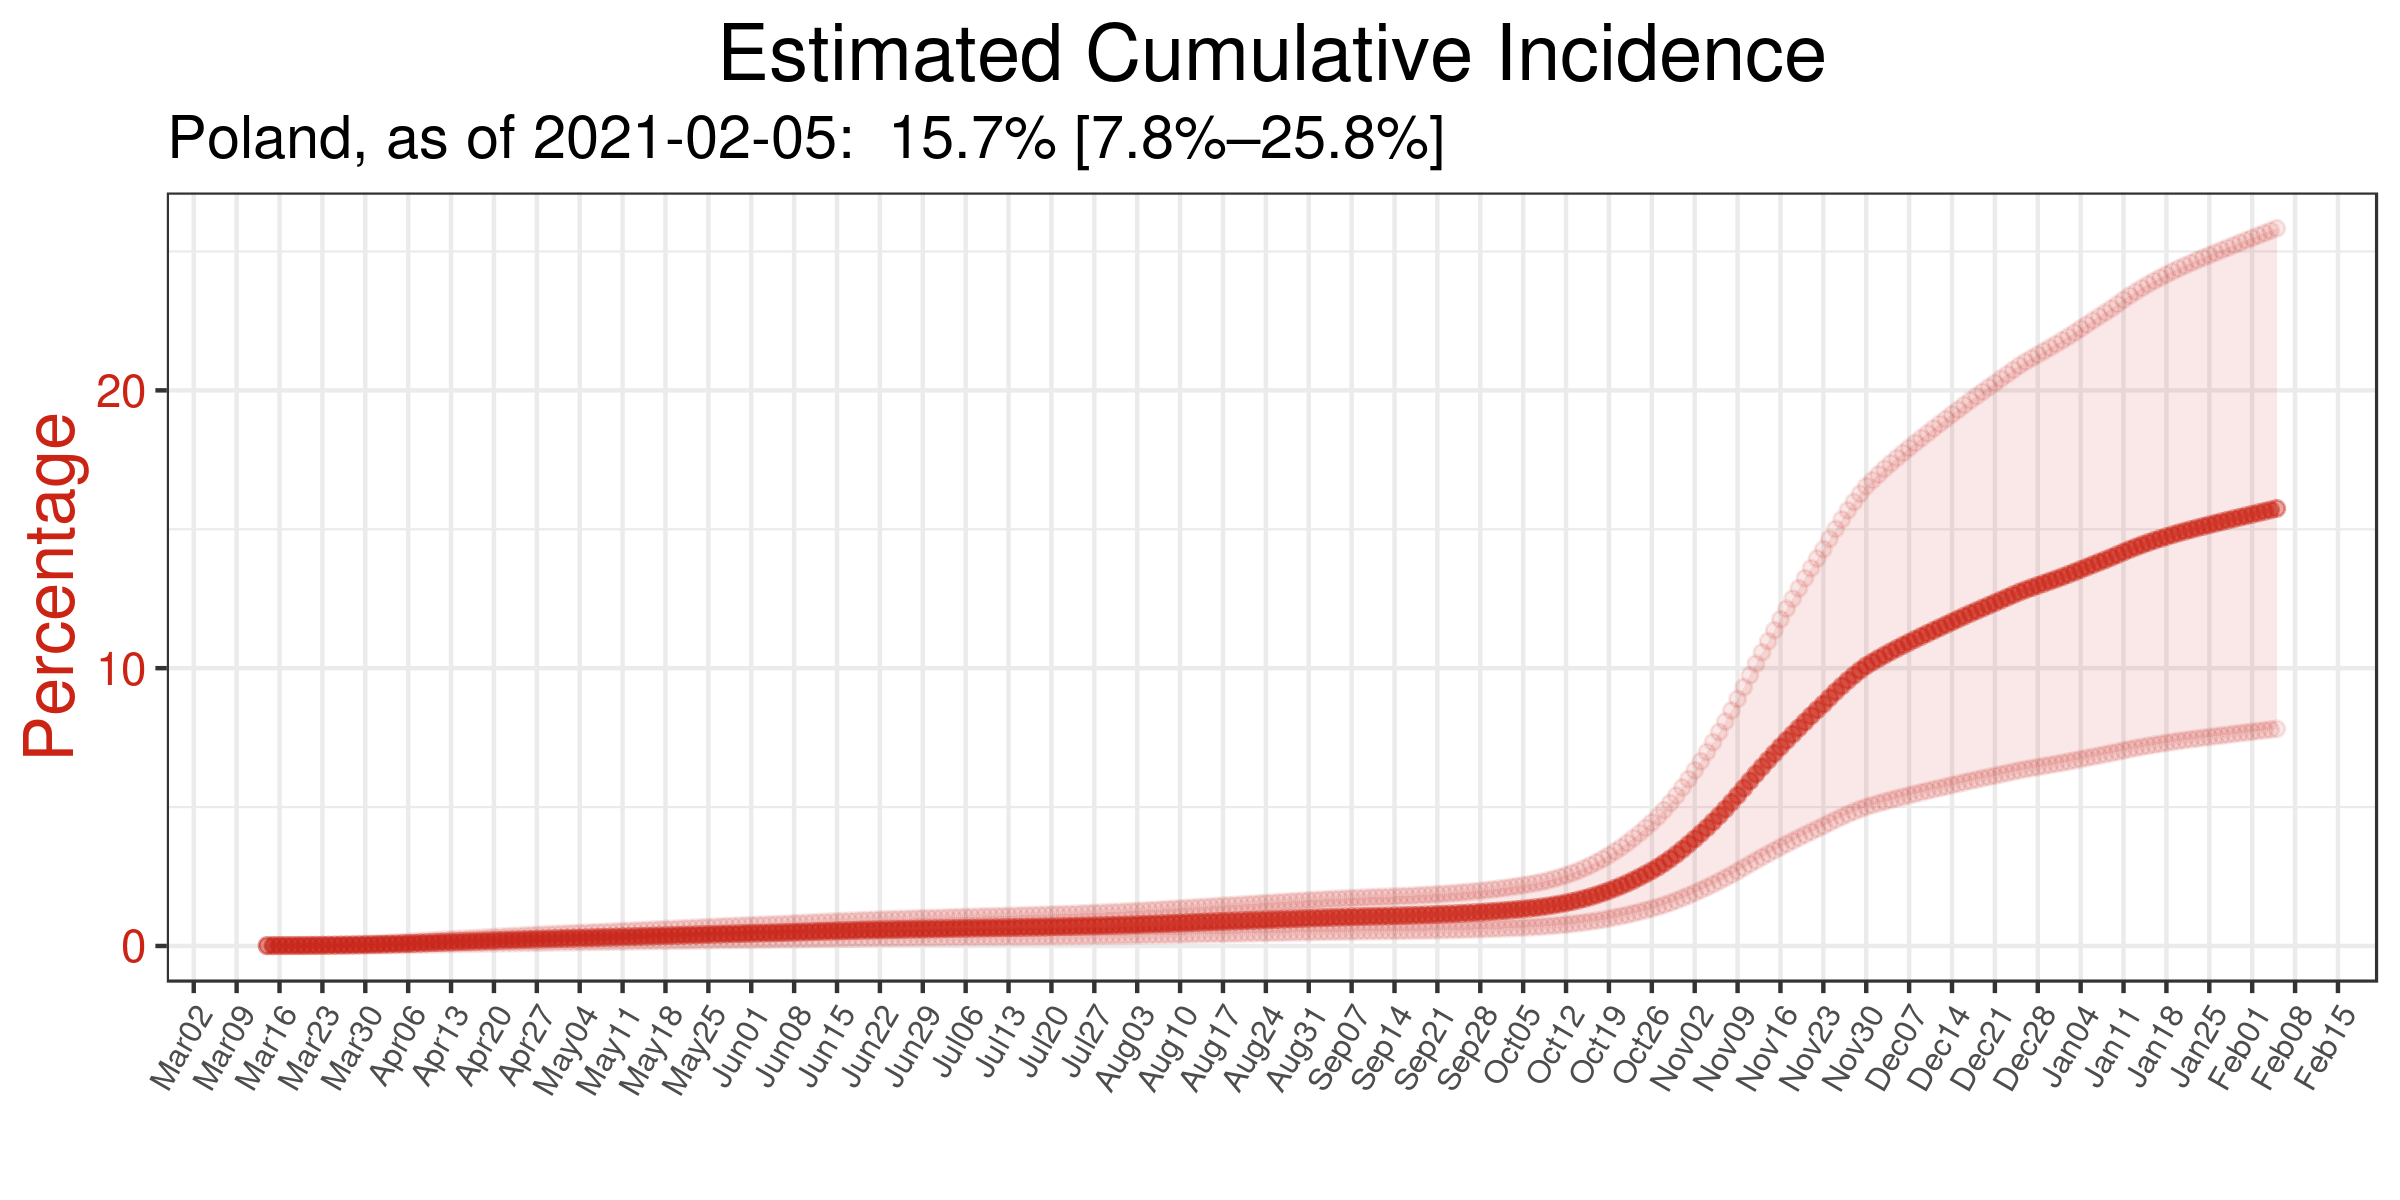 Estimated Cumulative Incidence
Poland, as of 2021-02-05:  15.7% [7.8%–25.8%]
Percentage
20
10
0
Mar02
Mar09
Mar16
Mar23
Mar30
Apr06
Apr13
Apr20
Apr27
May04
May11
May18
May25
Jun01
Jun08
Jun15
Jun22
Jun29
Jul06
Jul13
Jul20
Jul27
Aug03
Aug10
Aug17
Aug24
Aug31
Sep07
Sep14
Sep21
Sep28
Oct05
Oct12
Oct19
Oct26
Nov02
Nov09
Nov16
Nov23
Nov30
Dec07
Dec14
Dec21
Dec28
Jan04
Jan11
Jan18
Jan25
Feb01
Feb08
Feb15